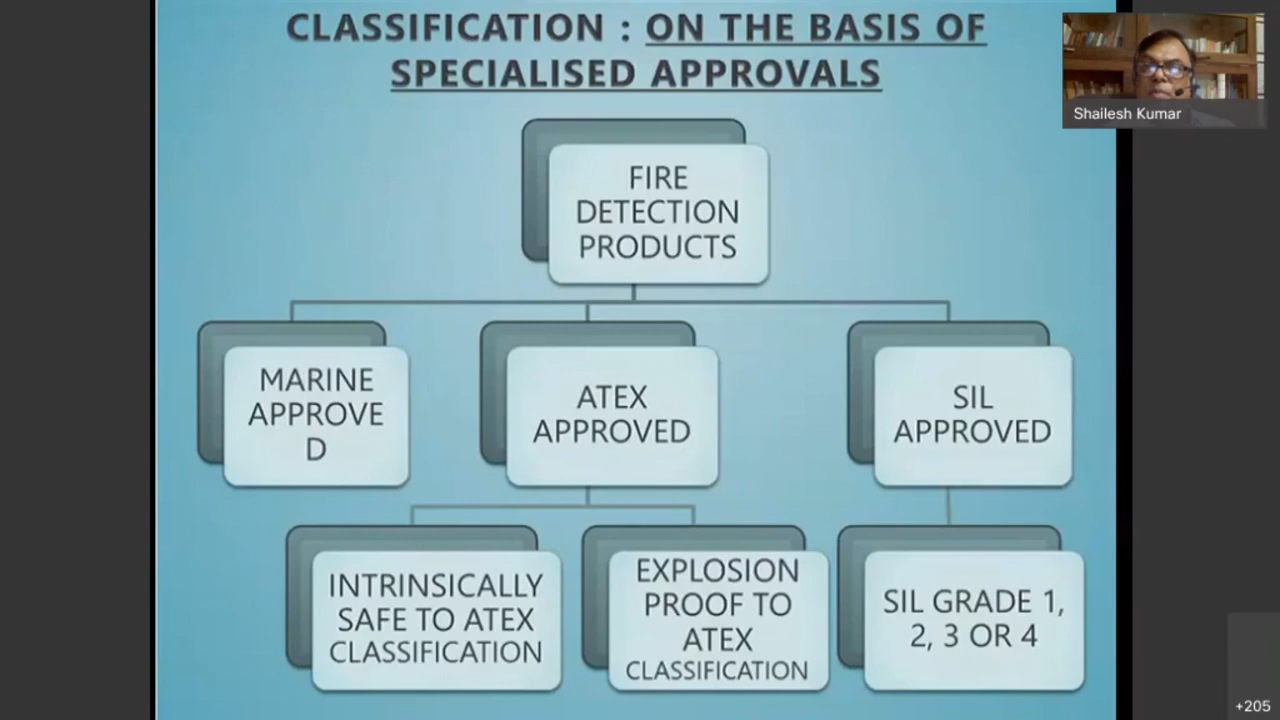 CLASSIFICATION : ON THE BASIS OF
SPECIALISED APPROVALS
Shailesh Kumar
FIRE
DETECTION
PRODUCTS
MARINE
APPROVE
D
ATEX
APPROVED
SIL
APPROVED
INTRINSICALLY
SAFE TO ATEX
CLASSIFICATION
EXPLOSION
PROOF TO
ATEX
CLASSIFICATION
SIL GRADE 1,
2, 3 OR 4
+205